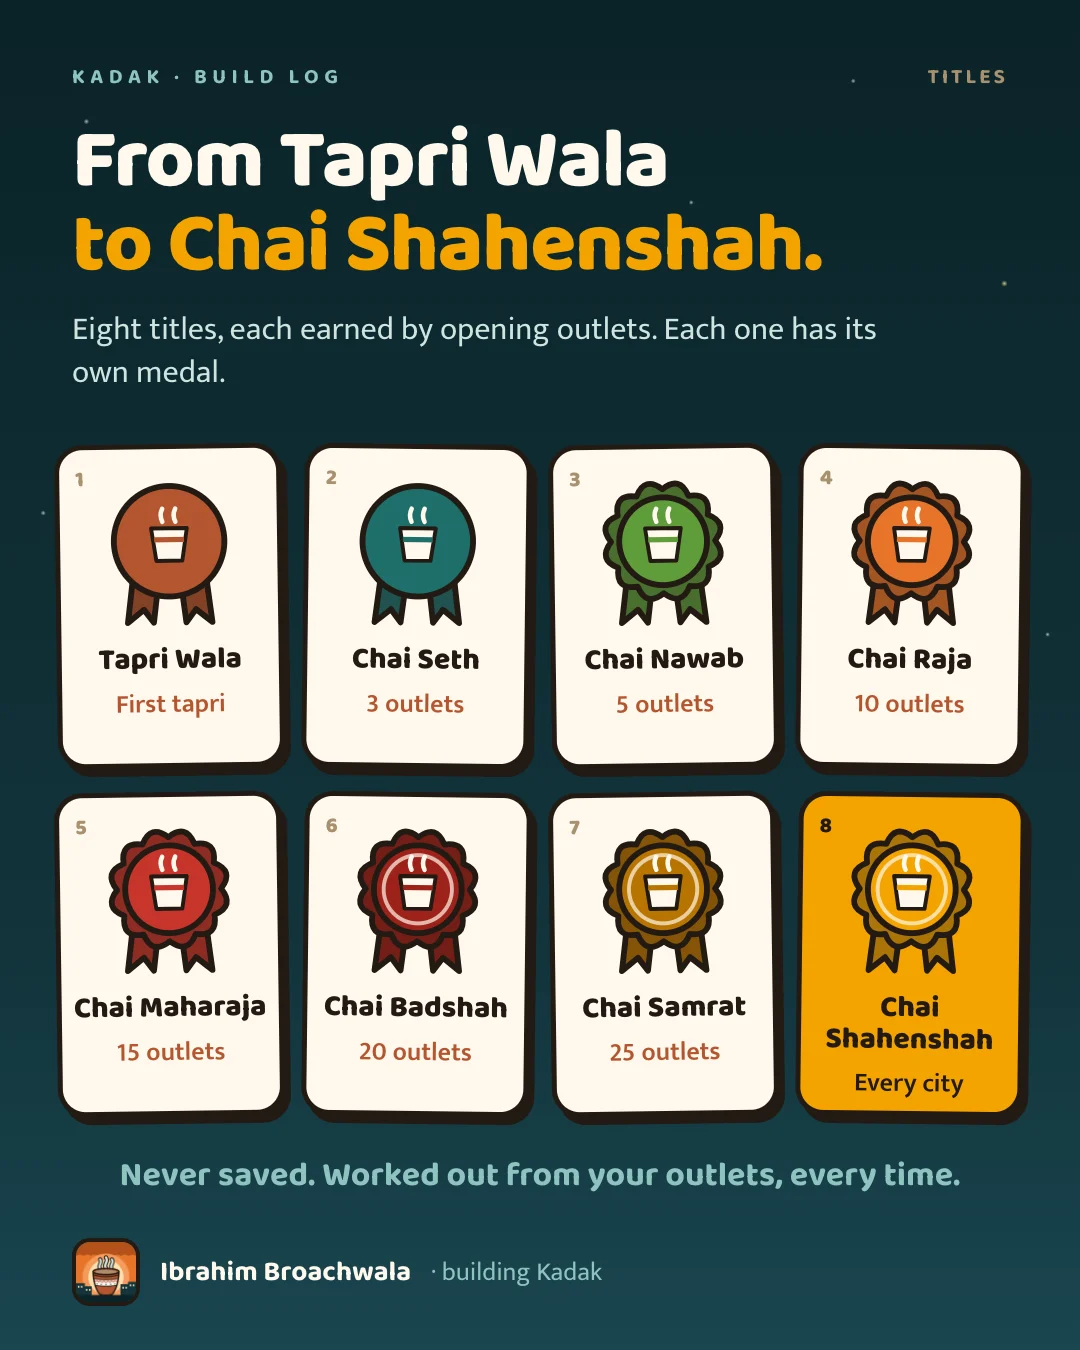 KADAK · BUILD LOG
TITLES
From Tapri Wala
to Chai Shahenshah.
Eight titles, each earned by opening outlets. Each one has its
own medal.
1
Tapri Wala
First tapri
2
Chai Seth
3 outlets
3
Chai Nawab
5 outlets
4
Chai Raja
10 outlets
5
Chai Maharaja
15 outlets
6
Chai Badshah
20 outlets
7
Chai Samrat
25 outlets
8
Chai
Shahenshah
Every city
Never saved. Worked out from your outlets, every time.
Ibrahim Broachwala · building Kadak